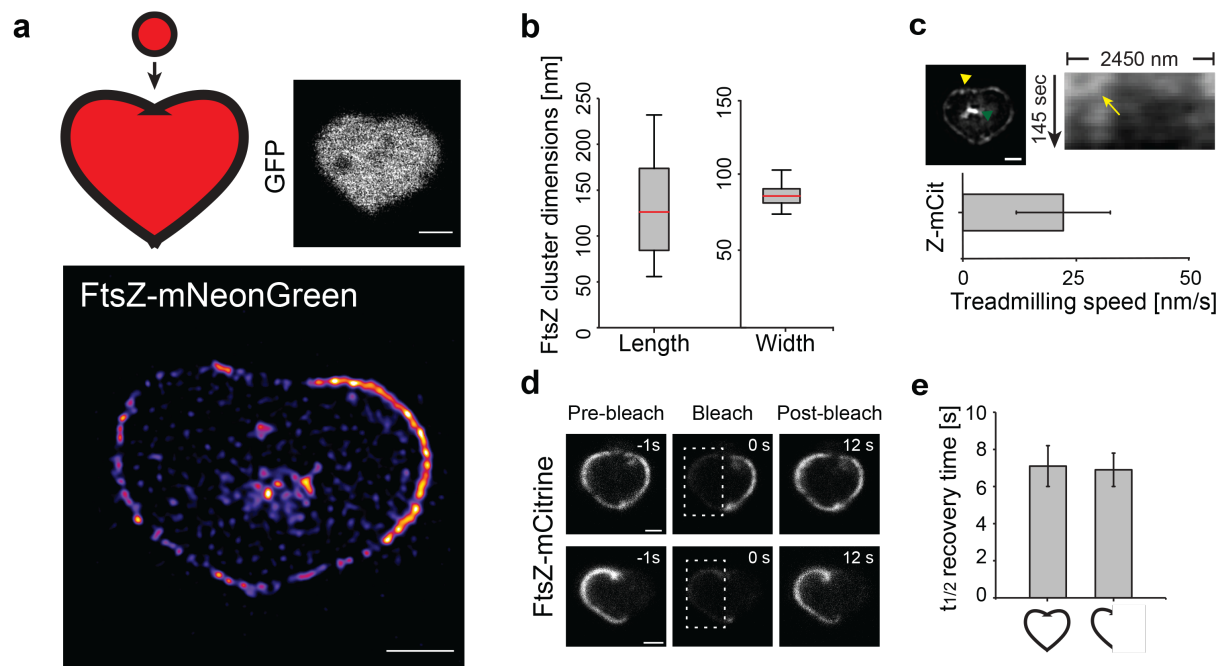 a
GFP
FtsZ-mNeonGreen
b
FtsZ cluster dimensions [nm]
250
200
150
100
50
0
150
100
50
0
Length
Width
c
2450 nm
145 sec
Z-mCit
0
25
50
Treadmilling speed [nm/s]
d
Pre-bleach
Bleach
Post-bleach
FtsZ-mCitrine
-1s
0 s
12 s
-1s
0 s
12 s
e
t1/2 recovery time [s]
10
8
6
4
2
0